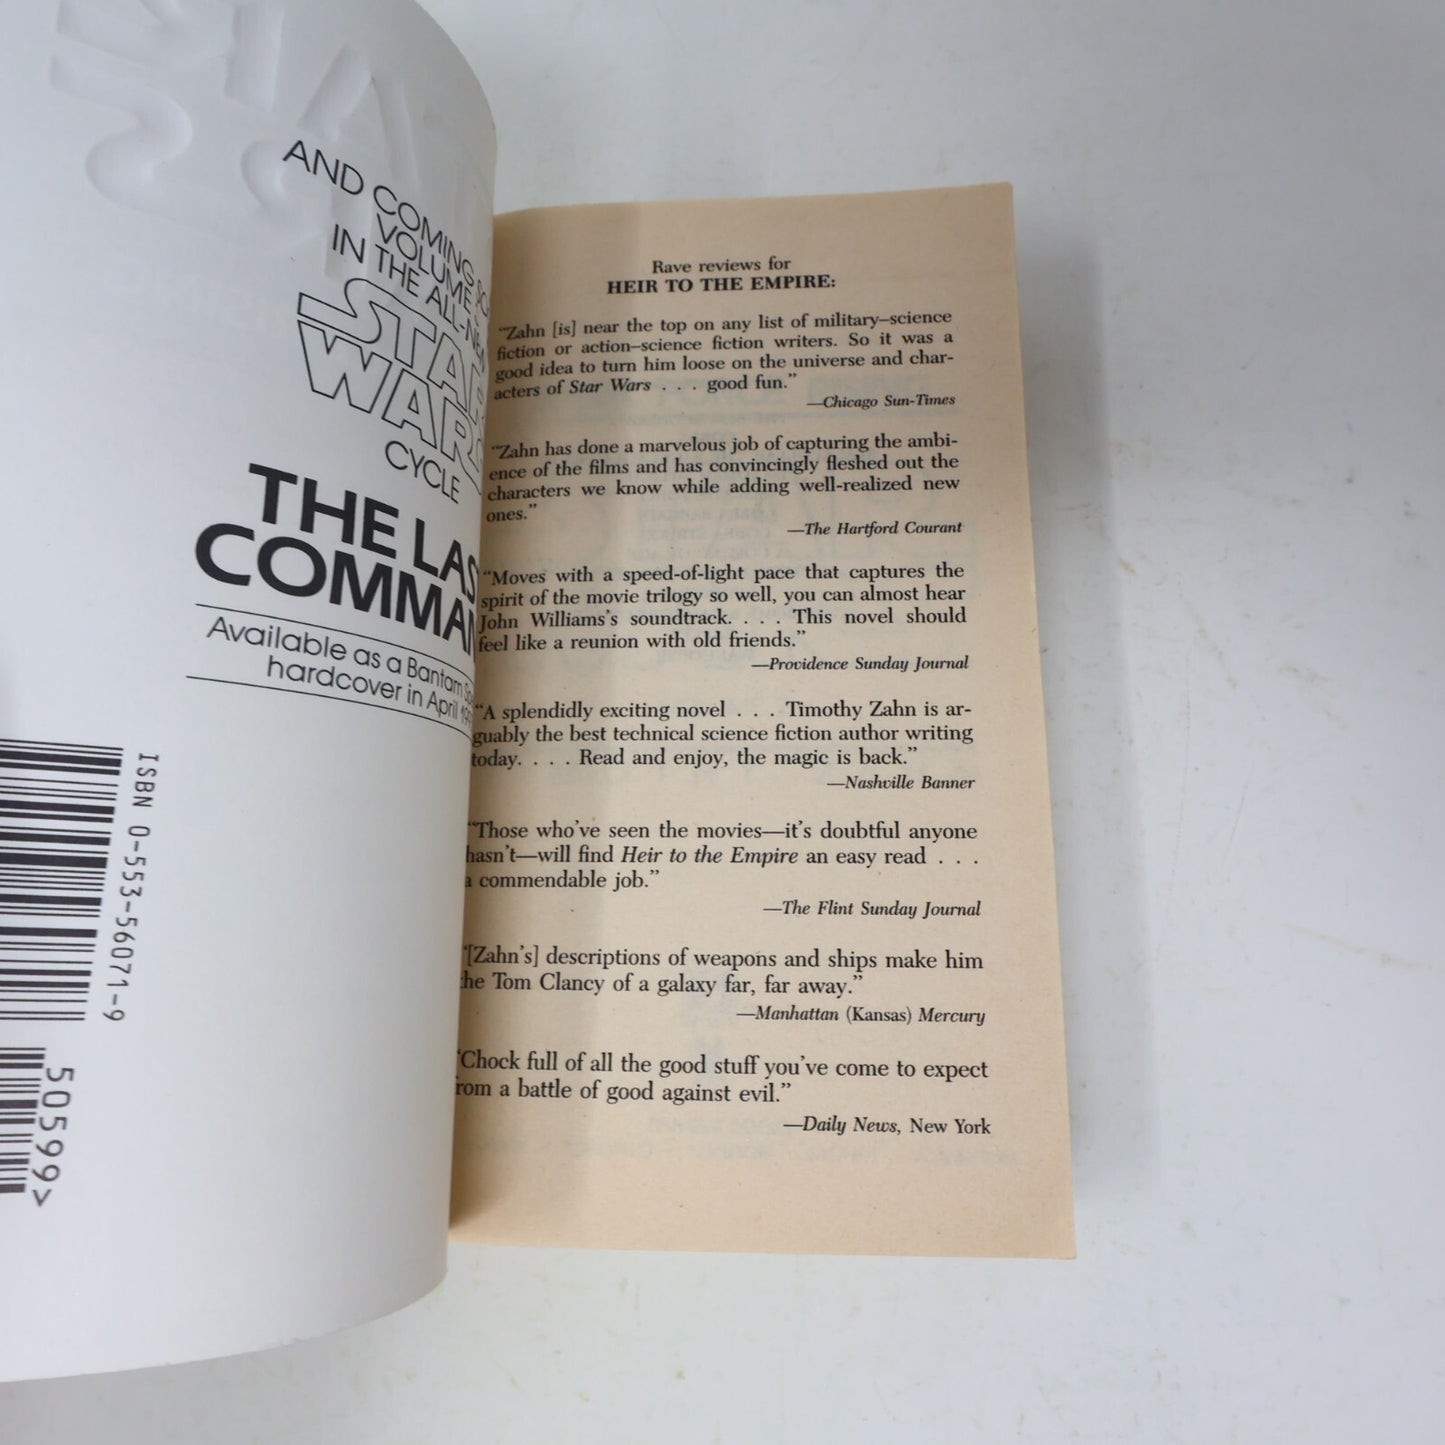 AND COMING
VOLUME
IN THE ALL-NEW
STAR
WARS
CYCLE
THE LAST
COMMAND
Available as a Bantam
hardcover in April
ISBN 0-553-56071-9
50599>
Rave reviews for
HEIR TO THE EMPIRE:
“Zahn [is] near the top on any list of military–science
fiction or action–science fiction writers. So it was a
good idea to turn him loose on the universe and char-
acters of Star Wars . . . good fun.”
—Chicago Sun-Times
“Zahn has done a marvelous job of capturing the ambi-
ence of the films and has convincingly fleshed out the
characters we know while adding well-realized new
ones.”
—The Hartford Courant
“Moves with a speed-of-light pace that captures the
spirit of the movie trilogy so well, you can almost hear
John Williams’s soundtrack. . . . This novel should
feel like a reunion with old friends.”
—Providence Sunday Journal
“A splendidly exciting novel . . . Timothy Zahn is ar-
guably the best technical science fiction author writing
today. . . . Read and enjoy, the magic is back.”
—Nashville Banner
“Those who’ve seen the movies—it’s doubtful anyone
hasn’t—will find Heir to the Empire an easy read . . .
a commendable job.”
—The Flint Sunday Journal
“[Zahn’s] descriptions of weapons and ships make him
the Tom Clancy of a galaxy far, far away.”
—Manhattan (Kansas) Mercury
“Chock full of all the good stuff you’ve come to expect
from a battle of good against evil.”
—Daily News, New York